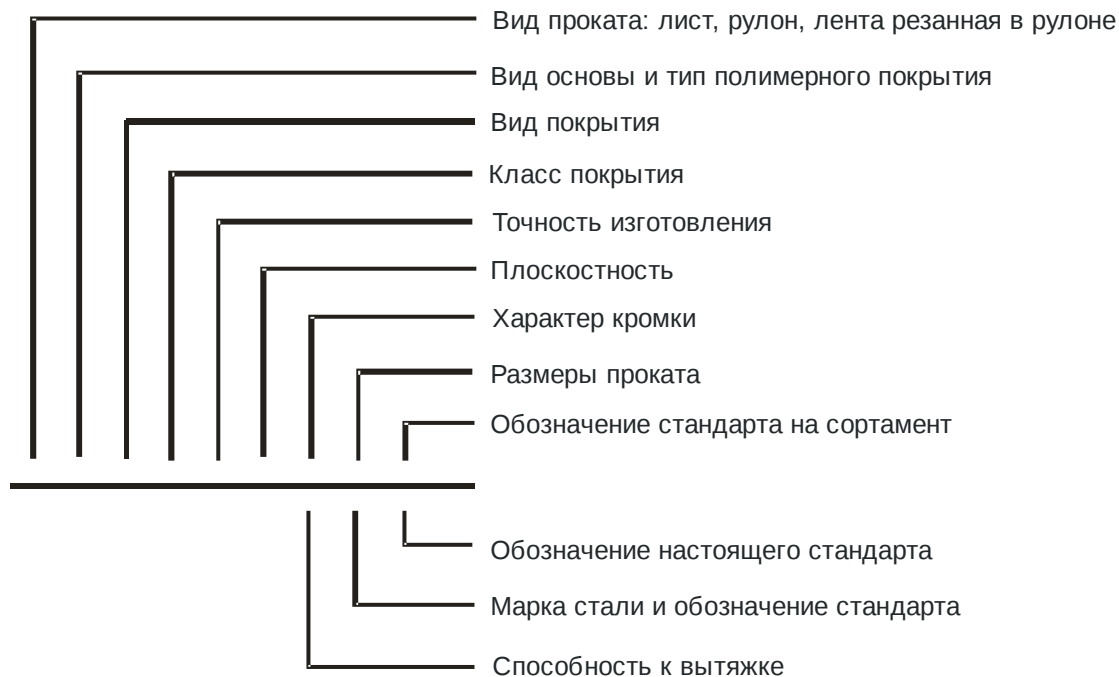 Вид проката: лист, рулон, лента резанная в рулоне
Вид основы и тип полимерного покрытия
Вид покрытия
Класс покрытия
Точность изготовления
Плоскостность
Характер кромки
Размеры проката
Обозначение стандарта на сортамент
Обозначение настоящего стандарта
Марка стали и обозначение стандарта
Способность к вытяжке